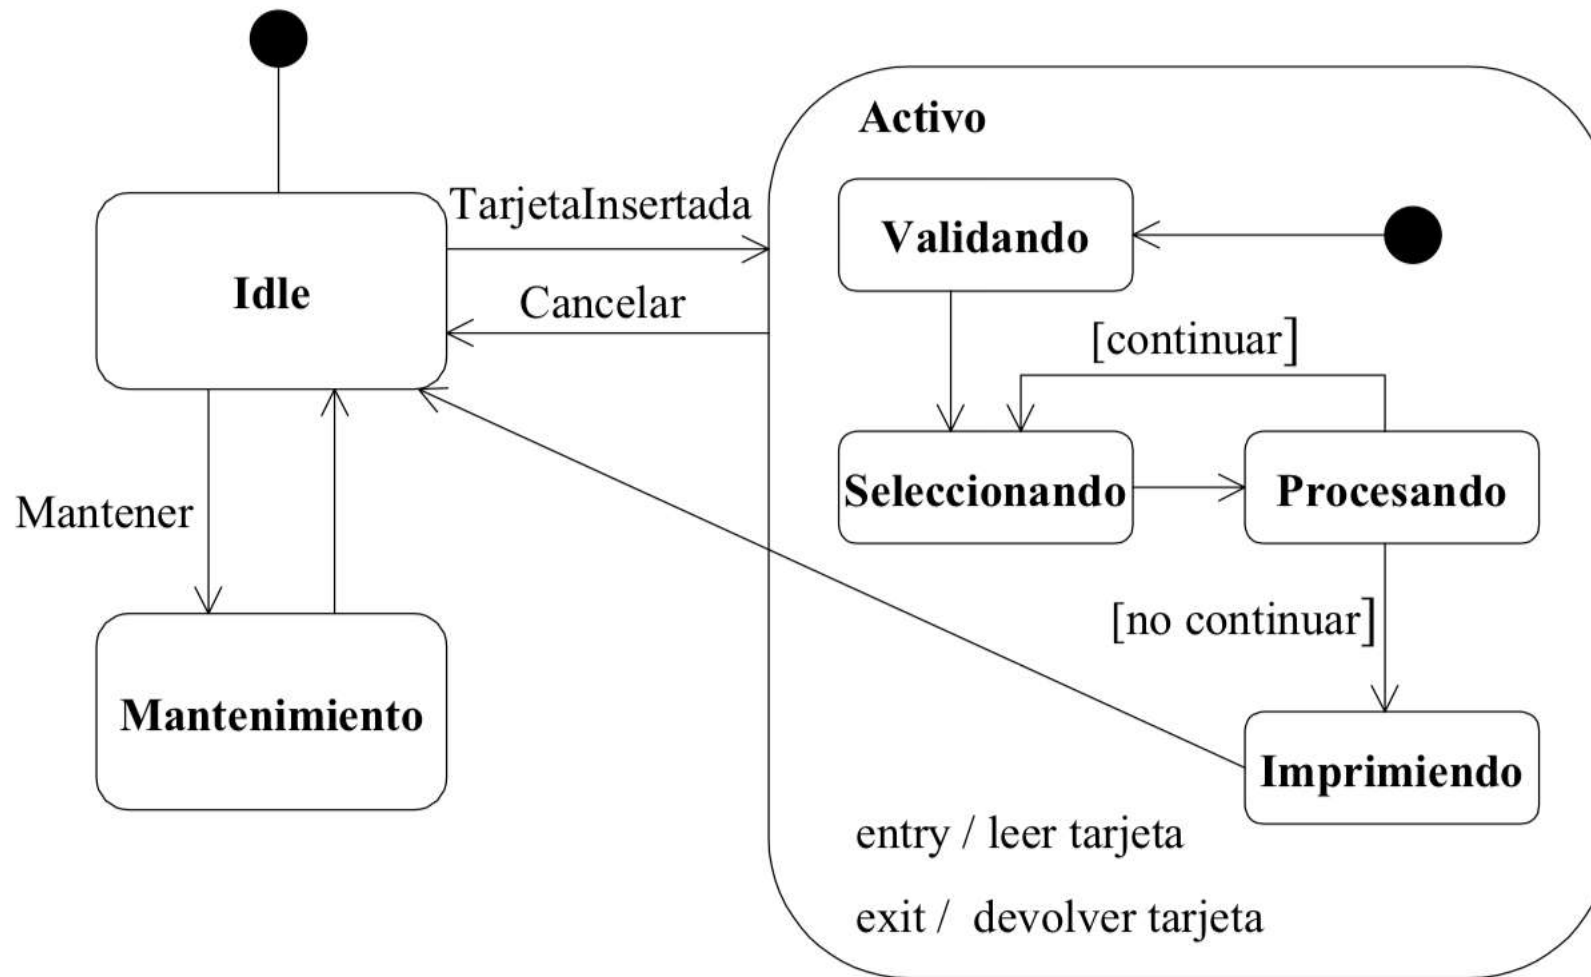 Activo
TarjetaInsertada
Validando
Idle
Cancelar
[continuar]
Seleccionando
Procesando
Mantener
[no continuar]
Mantenimiento
Imprimiendo
entry / leer tarjeta
exit / devolver tarjeta